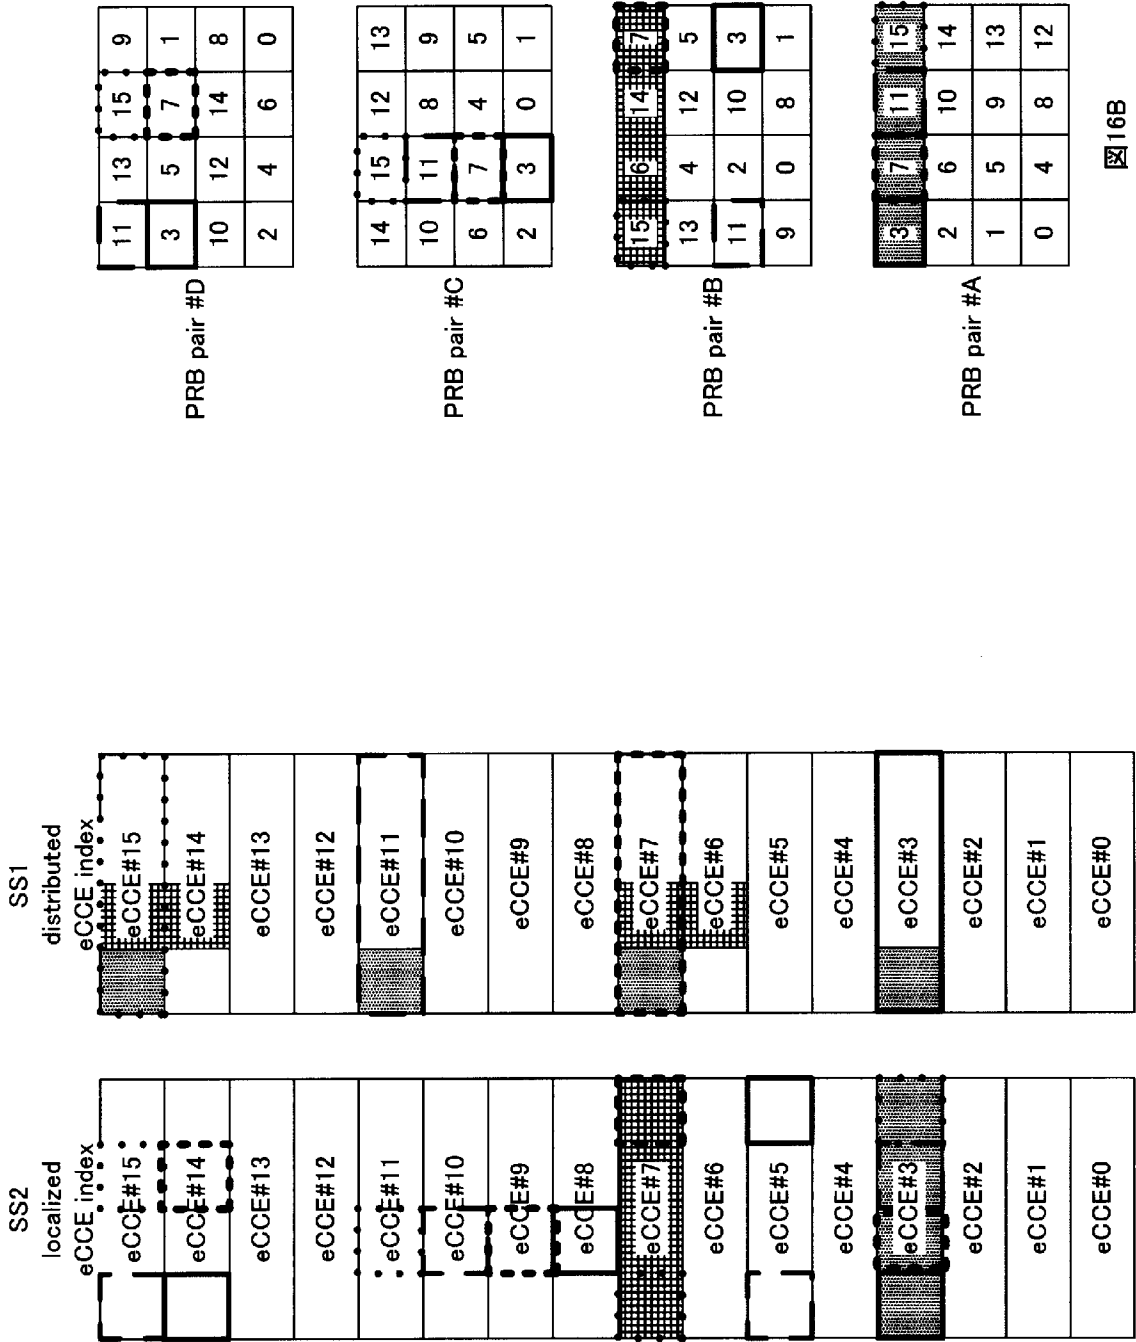 SS2
localized
eCCE index
eCCE#15
eCCE#14
eCCE#13
eCCE#12
eCCE#11
eCCE#10
eCCE#9
eCCE#8
eCCE#7
eCCE#6
eCCE#5
eCCE#4
eCCE#3
eCCE#2
eCCE#1
eCCE#0
SS1
distributed
eCCE index
eCCE#15
eCCE#14
eCCE#13
eCCE#12
eCCE#11
eCCE#10
eCCE#9
eCCE#8
eCCE#7
eCCE#6
eCCE#5
eCCE#4
eCCE#3
eCCE#2
eCCE#1
eCCE#0
PRB pair #D
11 13 15 9
3 5 7 1
10 12 14 8
2 4 6 0
PRB pair #C
14 15 12 13
10 11 8 9
6 7 4 5
2 3 0 1
PRB pair #B
15 6 14 7
13 4 12 5
11 2 10 3
9 0 8 1
PRB pair #A
3 7 11 15
2 6 10 14
1 5 9 13
0 4 8 12
図16B